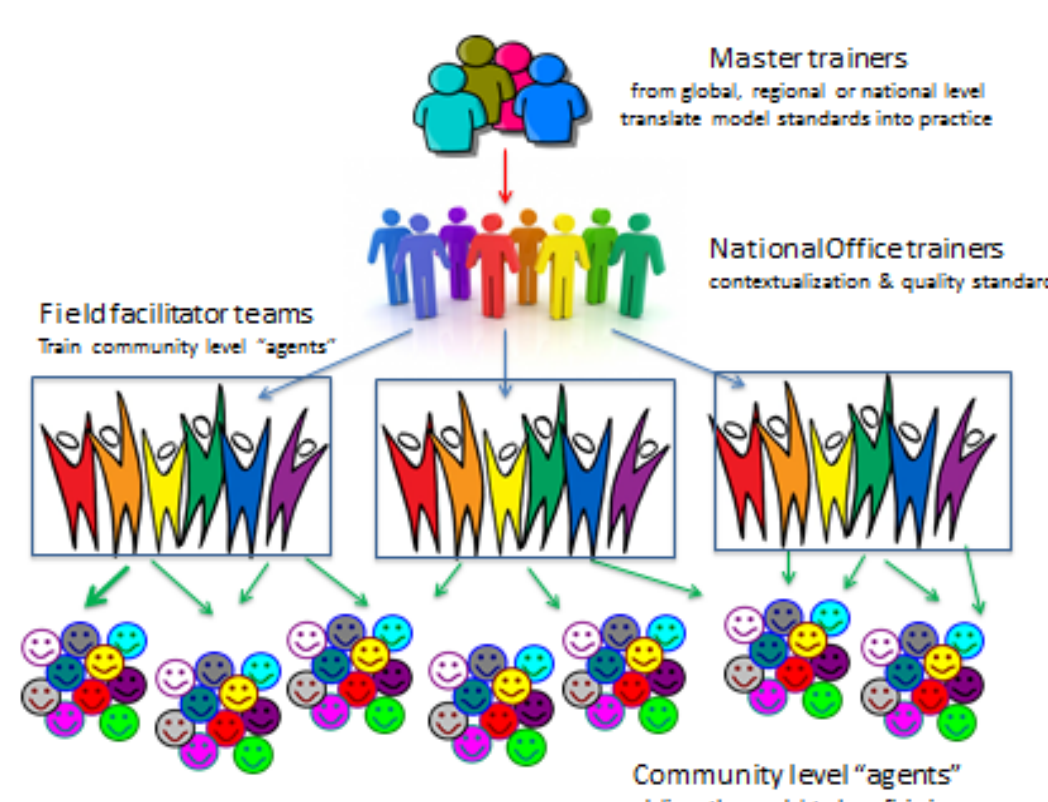 Master trainers
from global, regional or national level
translate model standards into practice
National Office trainers
contextualization & quality standard
Field facilitator teams
Train community level “agents”
Community level “agents”